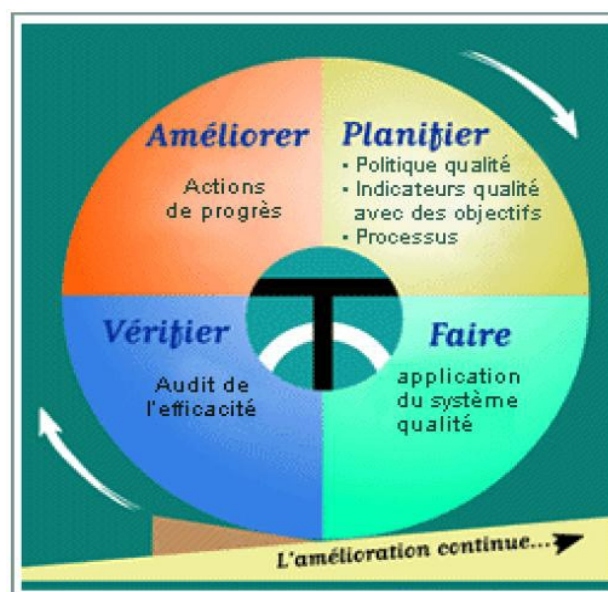 Améliorer
Actions
de progrès
Planifier
• Politique qualité
• Indicateurs qualité
avec des objectifs
• Processus
Vérifier
Audit de
l'efficacité
Faire
application
du système
qualité
L'amélioration continue...